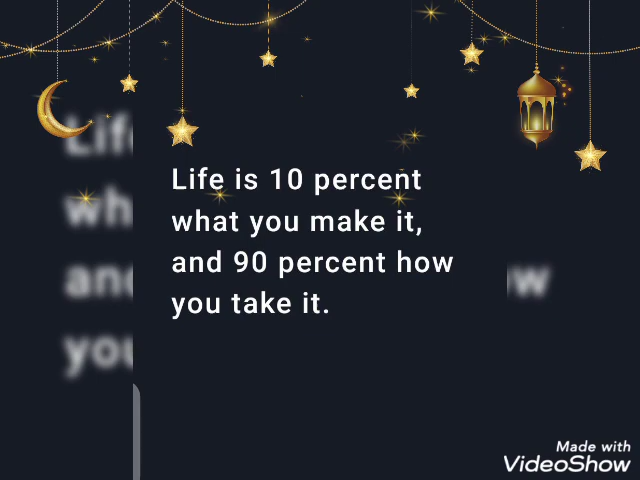 Life is 10 percent
what you make it,
and 90 percent how
you take it.
Made with
VideoShow